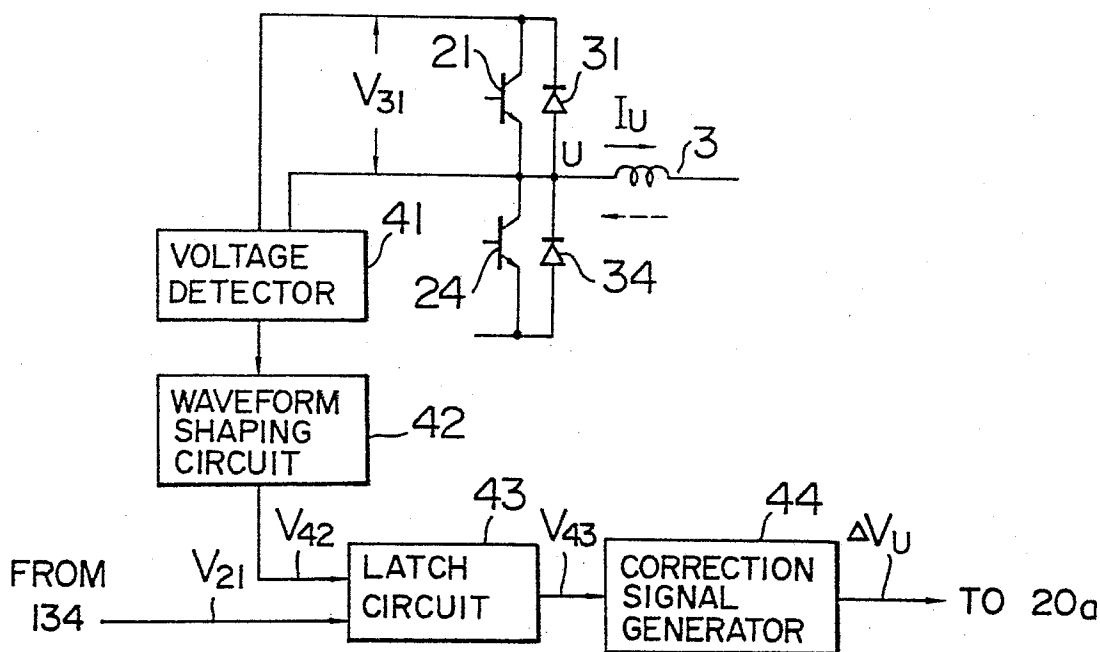 21
31
V31
IU
3
U
41
VOLTAGE
DETECTOR
24
34
WAVEFORM
SHAPING
CIRCUIT
42
43
44
V42
V43
ΔVU
FROM
134
V21
LATCH
CIRCUIT
CORRECTION
SIGNAL
GENERATOR
TO 20a